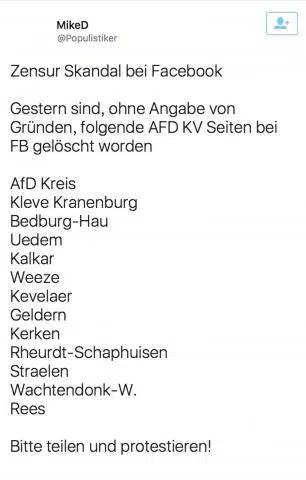 MikeD
@Populistiker
Zensur Skandal bei Facebook
Gestern sind, ohne Angabe von
Gründen, folgende AFD KV Seiten bei
FB gelöscht worden
AfD Kreis
Kleve Kranenburg
Bedburg-Hau
Uedem
Kalkar
Weeze
Kevelaer
Geldern
Kerken
Rheurdt-Schaphuisen
Straelen
Wachtendonk-W.
Rees
Bitte teilen und protestieren!